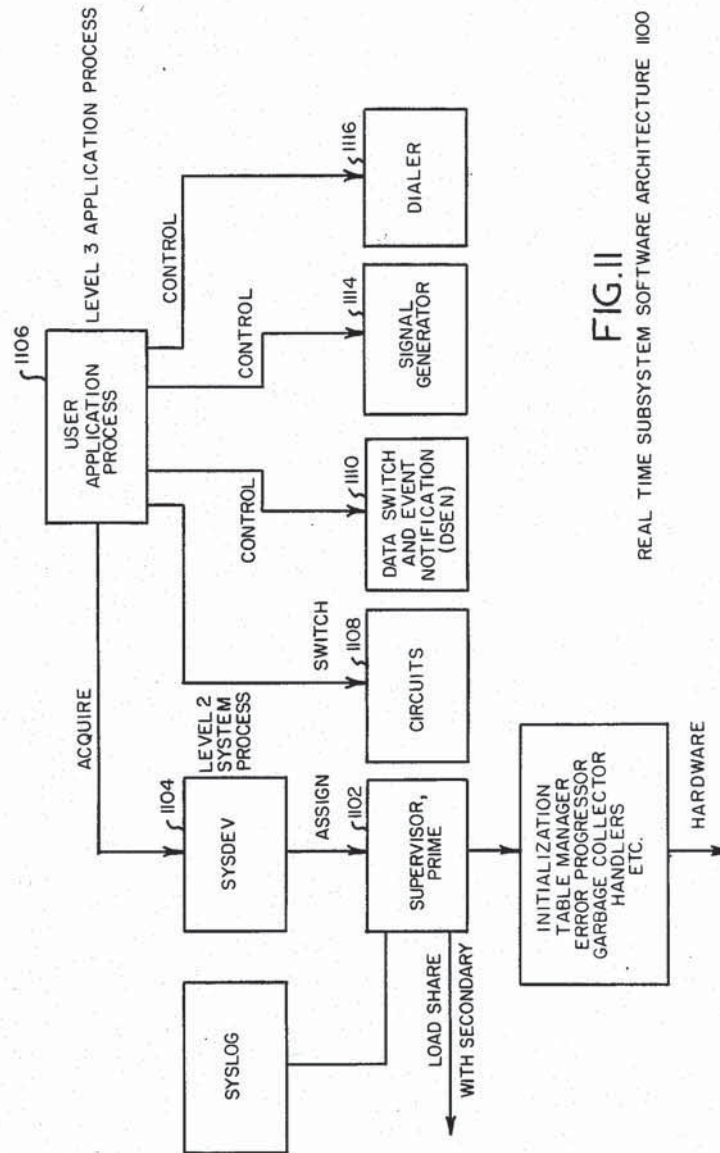 1106
USER
APPLICATION
PROCESS
LEVEL 3 APPLICATION PROCESS
ACQUIRE
SWITCH
CONTROL
CONTROL
CONTROL
SYSLOG
1104
SYSDEV
LEVEL 2
SYSTEM
PROCESS
ASSIGN
1102
SUPERVISOR,
PRIME
1108
CIRCUITS
1110
DATA SWITCH
AND EVENT
NOTIFICATION
(DSEN)
1114
SIGNAL
GENERATOR
1116
DIALER
LOAD SHARE
WITH SECONDARY
INITIALIZATION
TABLE MANAGER
ERROR PROGRESSOR
GARBAGE COLLECTOR
HANDLERS
ETC.
HARDWARE
FIG.11
REAL TIME SUBSYSTEM SOFTWARE ARCHITECTURE 1100